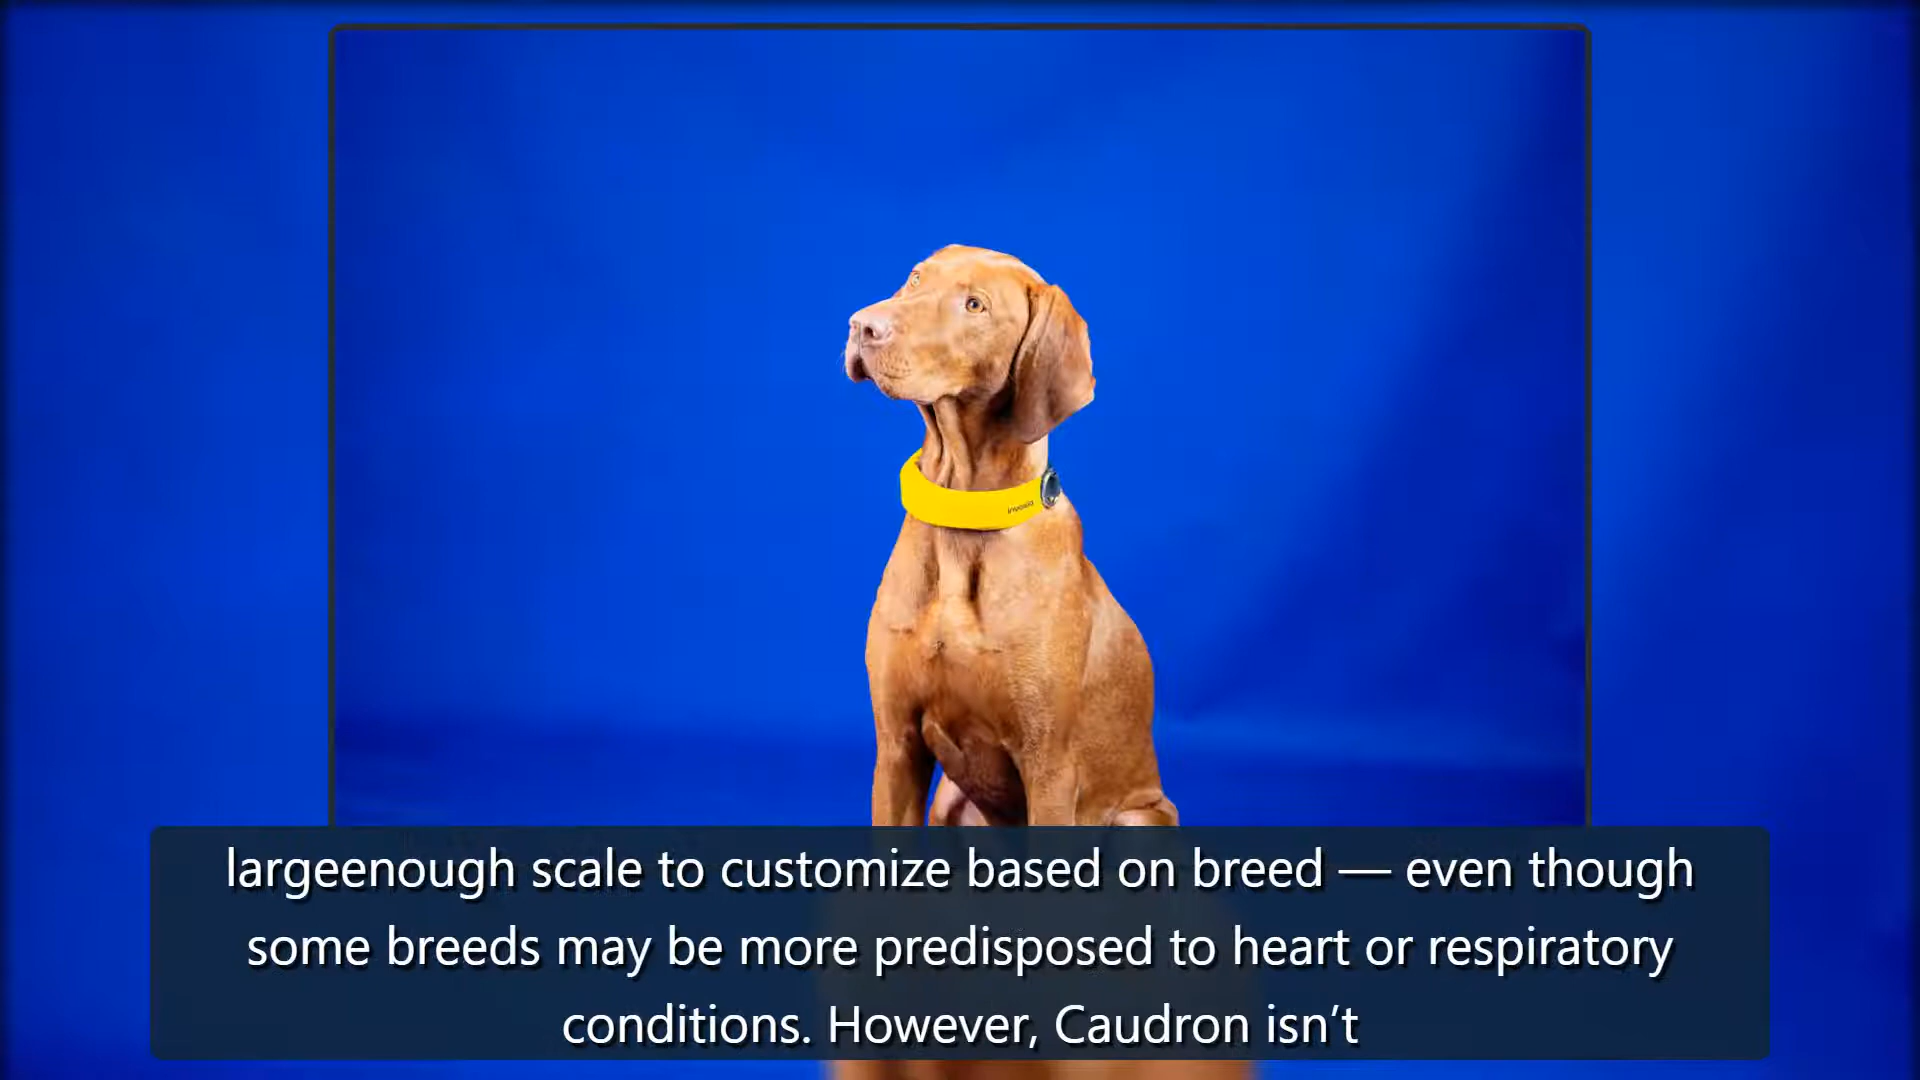 invoxia
largeenough scale to customize based on breed — even though
some breeds may be more predisposed to heart or respiratory
conditions. However, Caudron isn’t